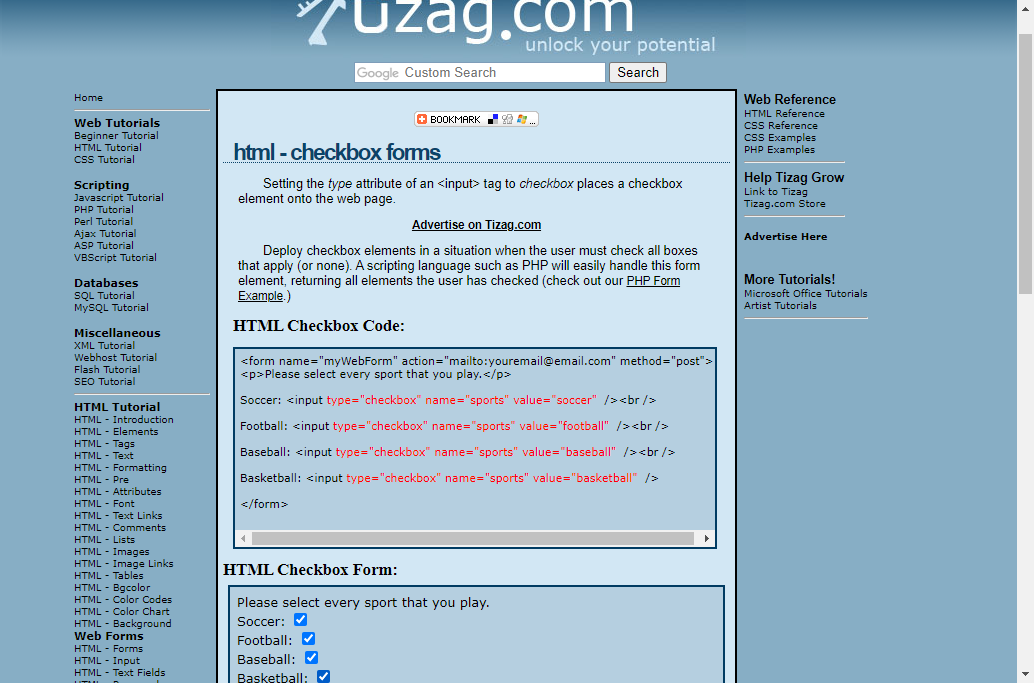 Tizag.com
unlock your potential
Google Custom Search
Search
Home
Web Tutorials
Beginner Tutorial
HTML Tutorial
CSS Tutorial
Scripting
Javascript Tutorial
PHP Tutorial
Perl Tutorial
Ajax Tutorial
ASP Tutorial
VBScript Tutorial
Databases
SQL Tutorial
MySQL Tutorial
Miscellaneous
XML Tutorial
Webhost Tutorial
Flash Tutorial
SEO Tutorial
HTML Tutorial
HTML - Introduction
HTML - Elements
HTML - Tags
HTML - Text
HTML - Formatting
HTML - Pre
HTML - Attributes
HTML - Font
HTML - Text Links
HTML - Comments
HTML - Lists
HTML - Images
HTML - Image Links
HTML - Tables
HTML - Bgcolor
HTML - Color Codes
HTML - Color Chart
HTML - Background
Web Forms
HTML - Forms
HTML - Input
HTML - Text Fields
BOOKMARK
html - checkbox forms
Setting the type attribute of an <input> tag to checkbox places a checkbox
element onto the web page.
Advertise on Tizag.com
Deploy checkbox elements in a situation when the user must check all boxes
that apply (or none). A scripting language such as PHP will easily handle this form
element, returning all elements the user has checked (check out our PHP Form
Example.)
HTML Checkbox Code:
<form name="myWebForm" action="mailto:youremail@email.com" method="post">
<p>Please select every sport that you play.</p>
Soccer: <input type="checkbox" name="sports" value="soccer" /><br />
Football: <input type="checkbox" name="sports" value="football" /><br />
Baseball: <input type="checkbox" name="sports" value="baseball" /><br />
Basketball: <input type="checkbox" name="sports" value="basketball" />
</form>
HTML Checkbox Form:
Please select every sport that you play.
Soccer:
Football:
Baseball:
Basketball:
Web Reference
HTML Reference
CSS Reference
CSS Examples
PHP Examples
Help Tizag Grow
Link to Tizag
Tizag.com Store
Advertise Here
More Tutorials!
Microsoft Office Tutorials
Artist Tutorials